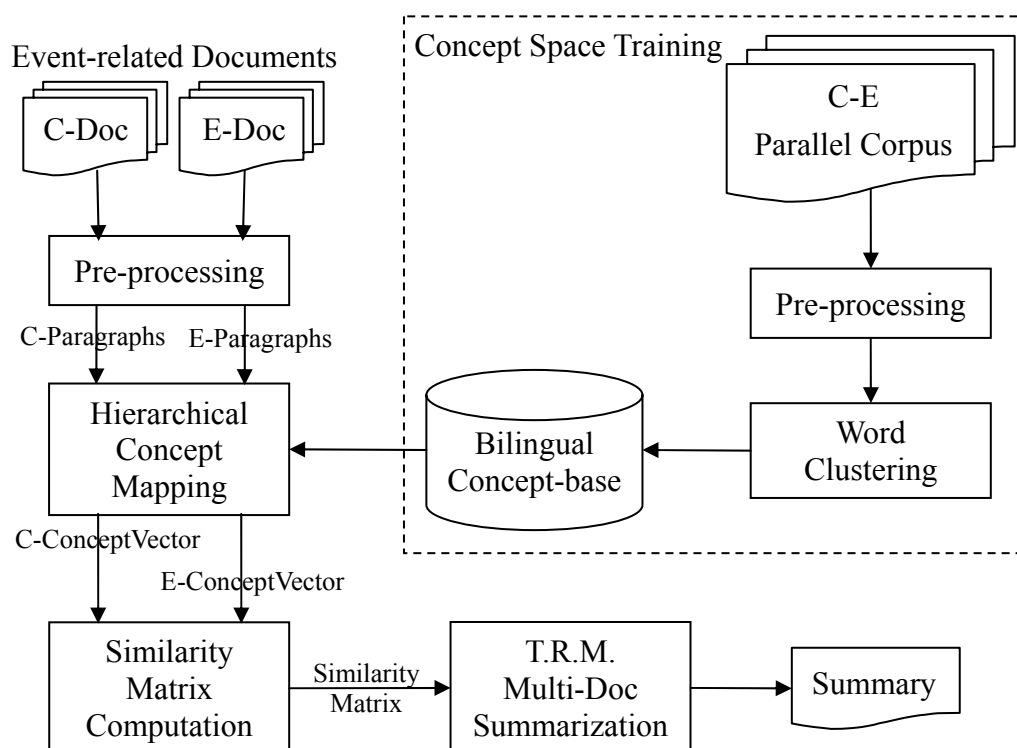 Event-related Documents
C-Doc
E-Doc
Pre-processing
C-Paragraphs
E-Paragraphs
Hierarchical
Concept
Mapping
C-ConceptVector
E-ConceptVector
Similarity
Matrix
Computation
Similarity
Matrix
T.R.M.
Multi-Doc
Summarization
Summary
Concept Space Training
C-E
Parallel Corpus
Pre-processing
Word
Clustering
Bilingual
Concept-base